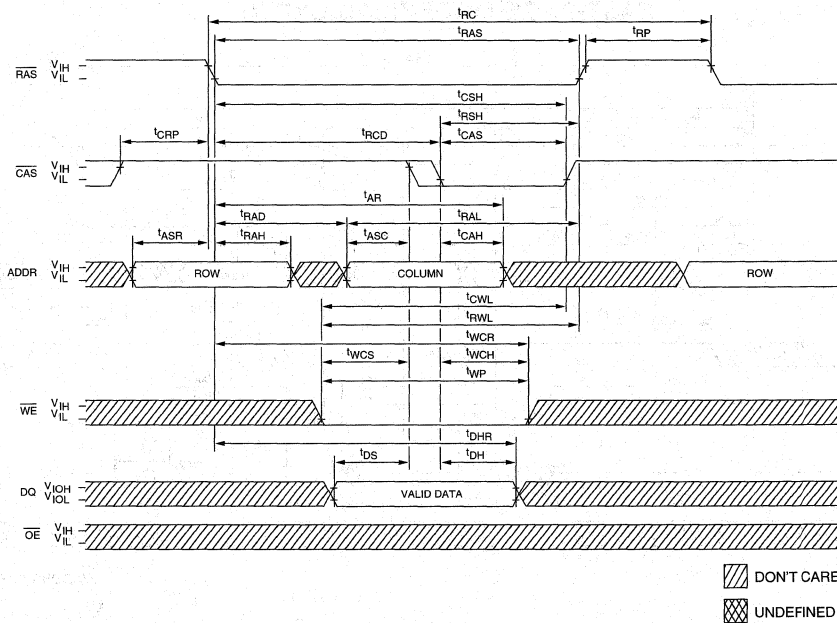 tRC
tRAS
tRP
RAS VIH
VIL
tCSH
tRSH
tCRP
tRCD
tCAS
CAS VIH
VIL
tAR
tRAD
tRAL
tASR
tRAH
tASC
tCAH
ADDR VIH
VIL
ROW
COLUMN
ROW
tCWL
tRWL
tWCR
tWCS
tWCH
tWP
WE VIH
VIL
tDHR
tDS
tDH
DQ VIOH
VIOL
VALID DATA
OE VIH
VIL
DON'T CARE
UNDEFINED